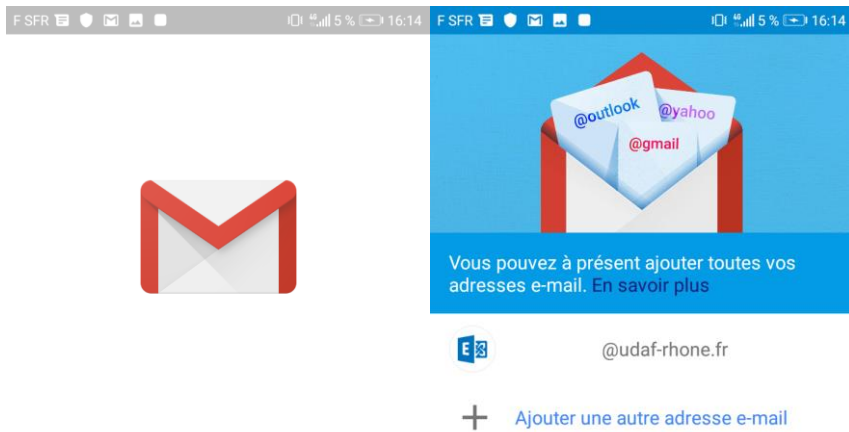 F SFR 5 % 16:14
F SFR 5 % 16:14
@outlook
@yahoo
@gmail
Vous pouvez à présent ajouter toutes vos
adresses e-mail. En savoir plus
@udaf-rhone.fr
Ajouter une autre adresse e-mail